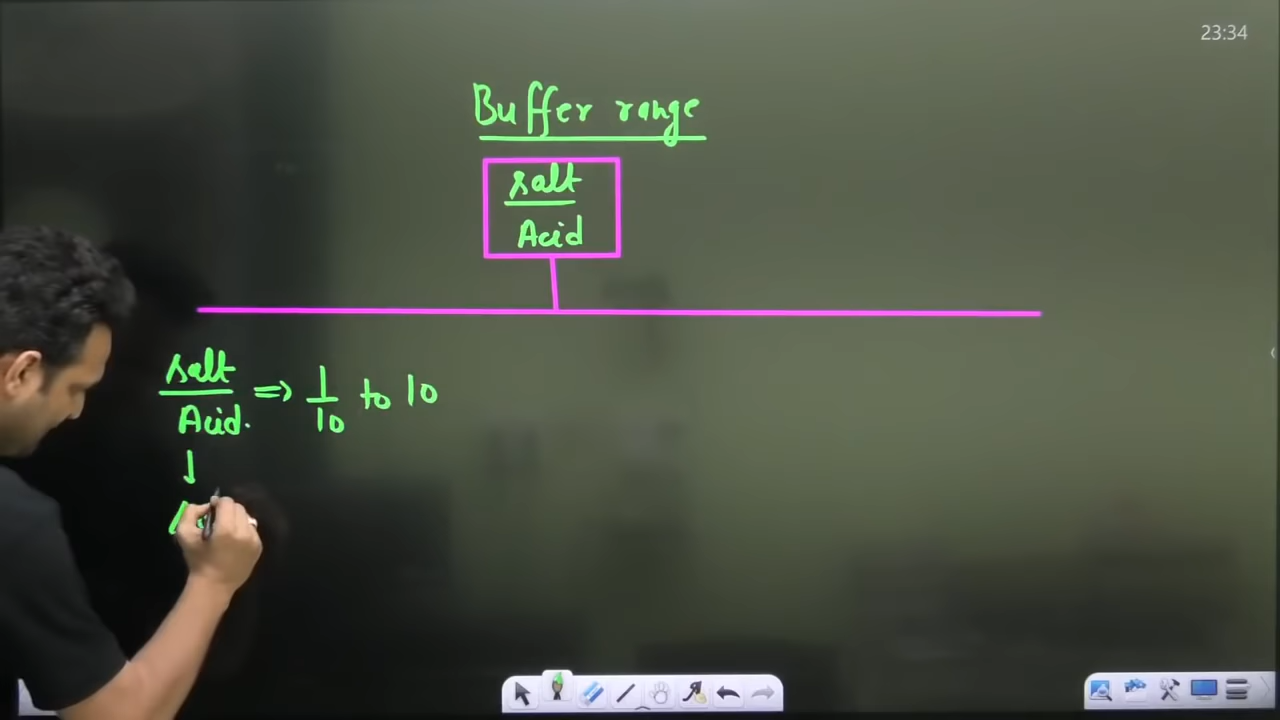 23:34
Buffer range
salt
Acid
salt
Acid. ⇒ 1/10 to 10
↓